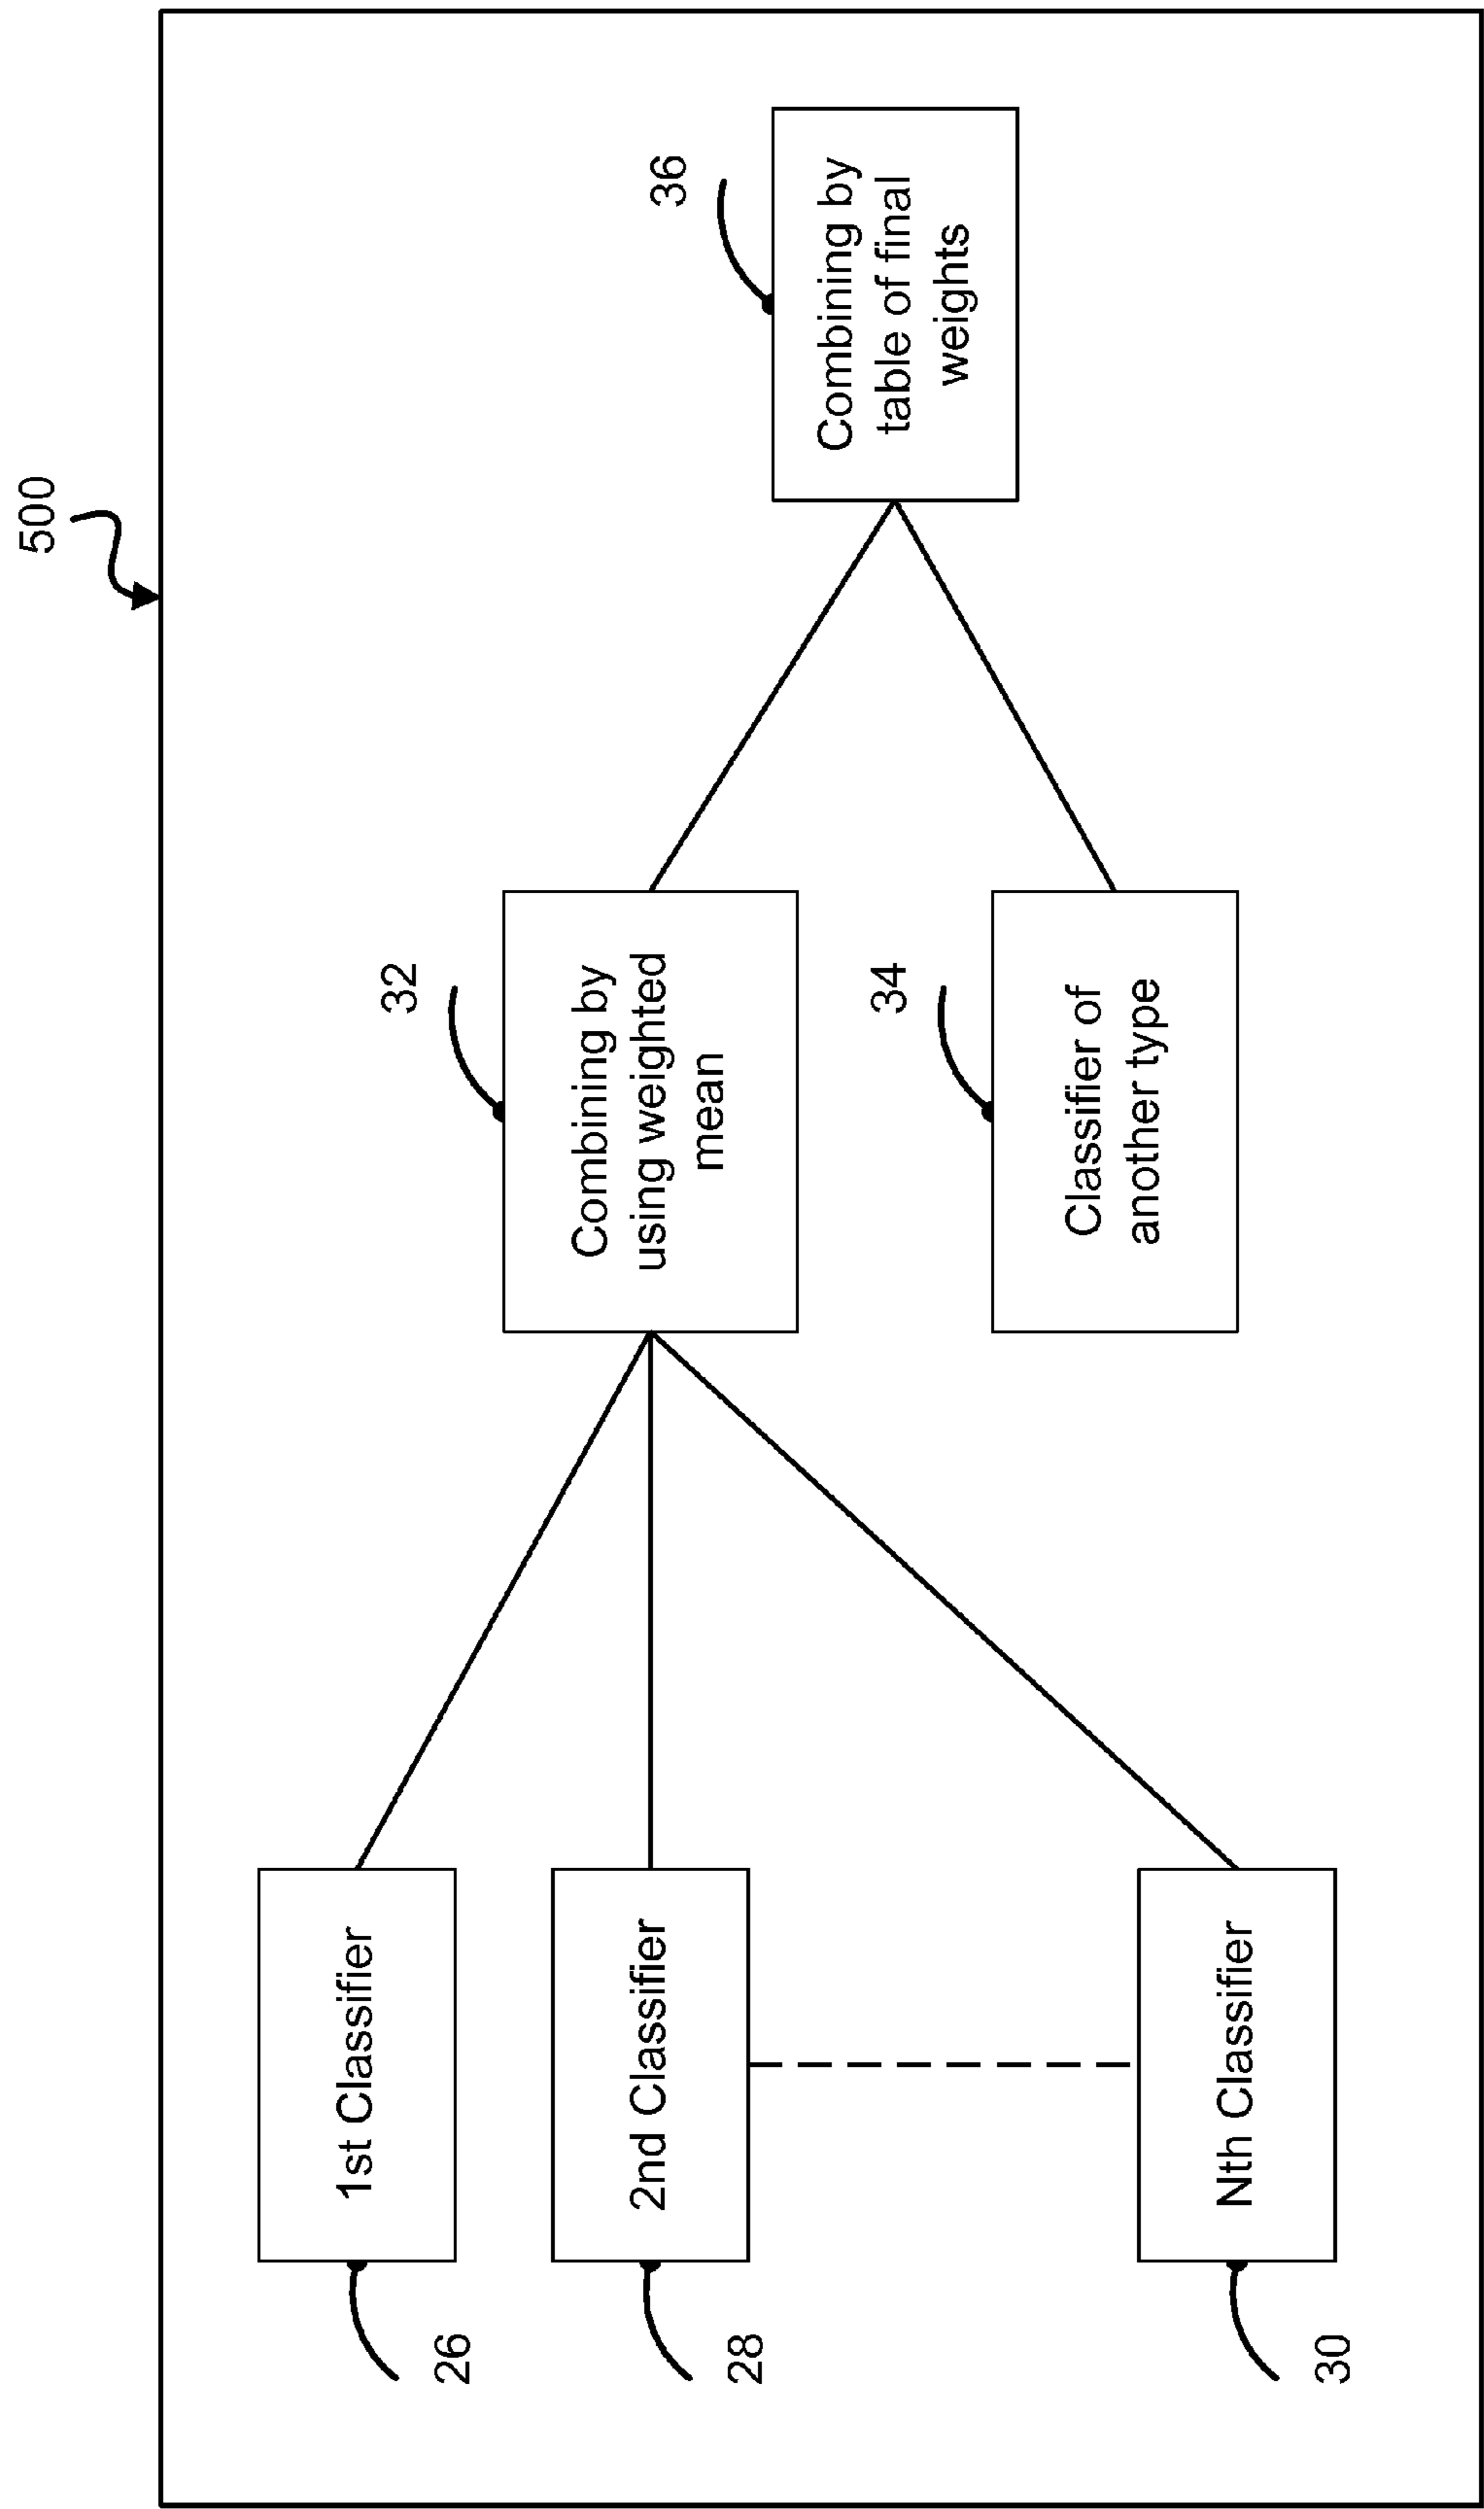 500
26
1st Classifier
28
2nd Classifier
30
Nth Classifier
32
Combining by
using weighted
mean
34
Classifier of
another type
36
Combining by
table of final
weights